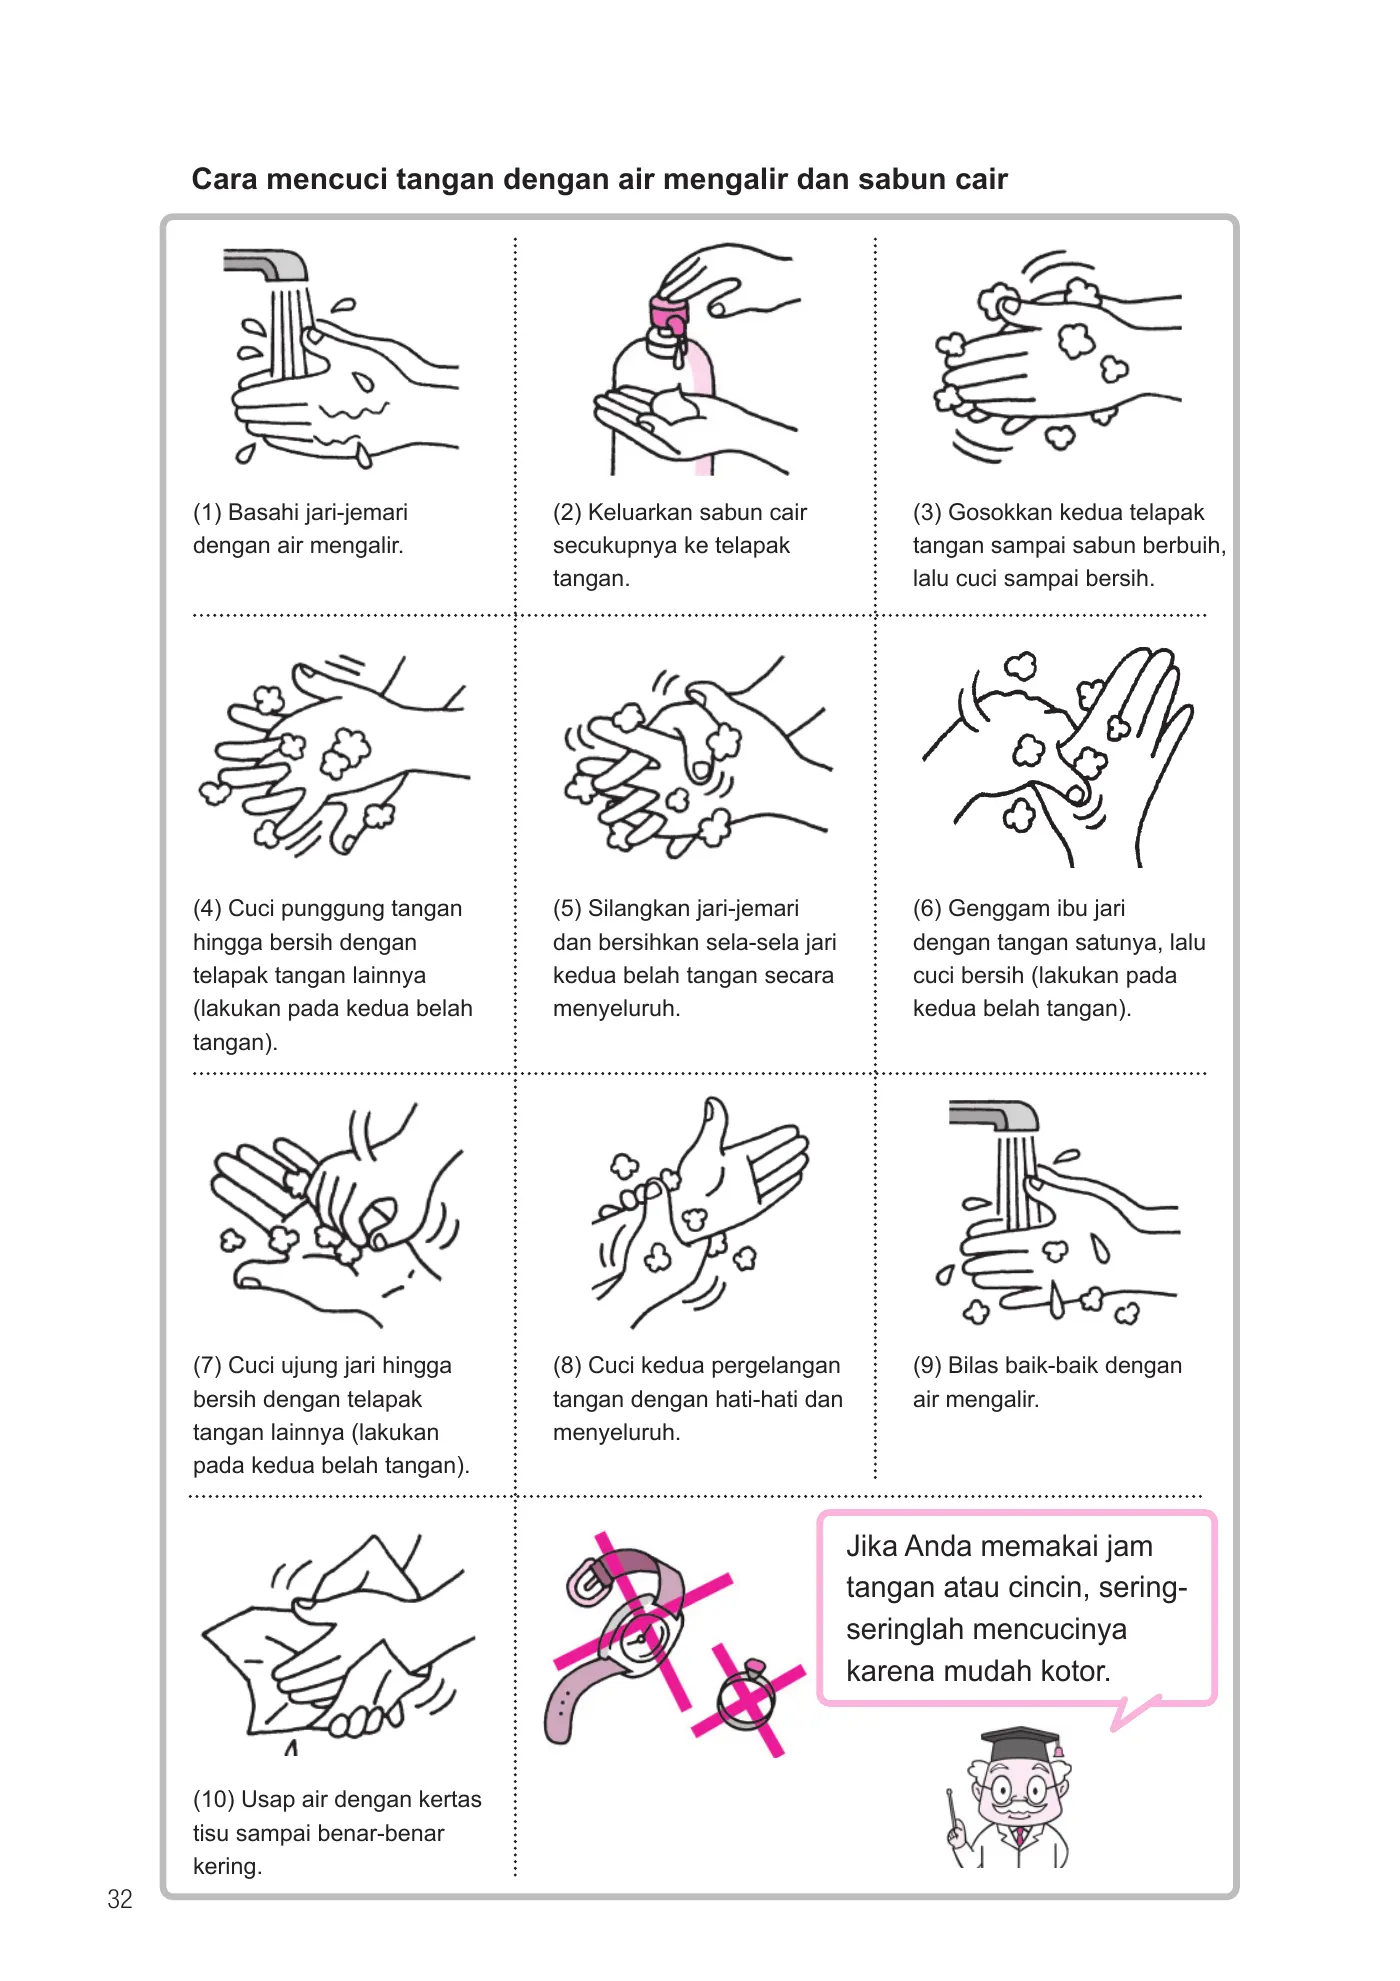 Cara mencuci tangan dengan air mengalir dan sabun cair
(1) Basahi jari-jemari
dengan air mengalir.
(2) Keluarkan sabun cair
secukupnya ke telapak
tangan.
(3) Gosokkan kedua telapak
tangan sampai sabun berbuih,
lalu cuci sampai bersih.
(4) Cuci punggung tangan
hingga bersih dengan
telapak tangan lainnya
(lakukan pada kedua belah
tangan).
(5) Silangkan jari-jemari
dan bersihkan sela-sela jari
kedua belah tangan secara
menyeluruh.
(6) Genggam ibu jari
dengan tangan satunya, lalu
cuci bersih (lakukan pada
kedua belah tangan).
(7) Cuci ujung jari hingga
bersih dengan telapak
tangan lainnya (lakukan
pada kedua belah tangan).
(8) Cuci kedua pergelangan
tangan dengan hati-hati dan
menyeluruh.
(9) Bilas baik-baik dengan
air mengalir.
(10) Usap air dengan kertas
tisu sampai benar-benar
kering.
Jika Anda memakai jam
tangan atau cincin, sering-
seringlah mencucinya
karena mudah kotor.
32